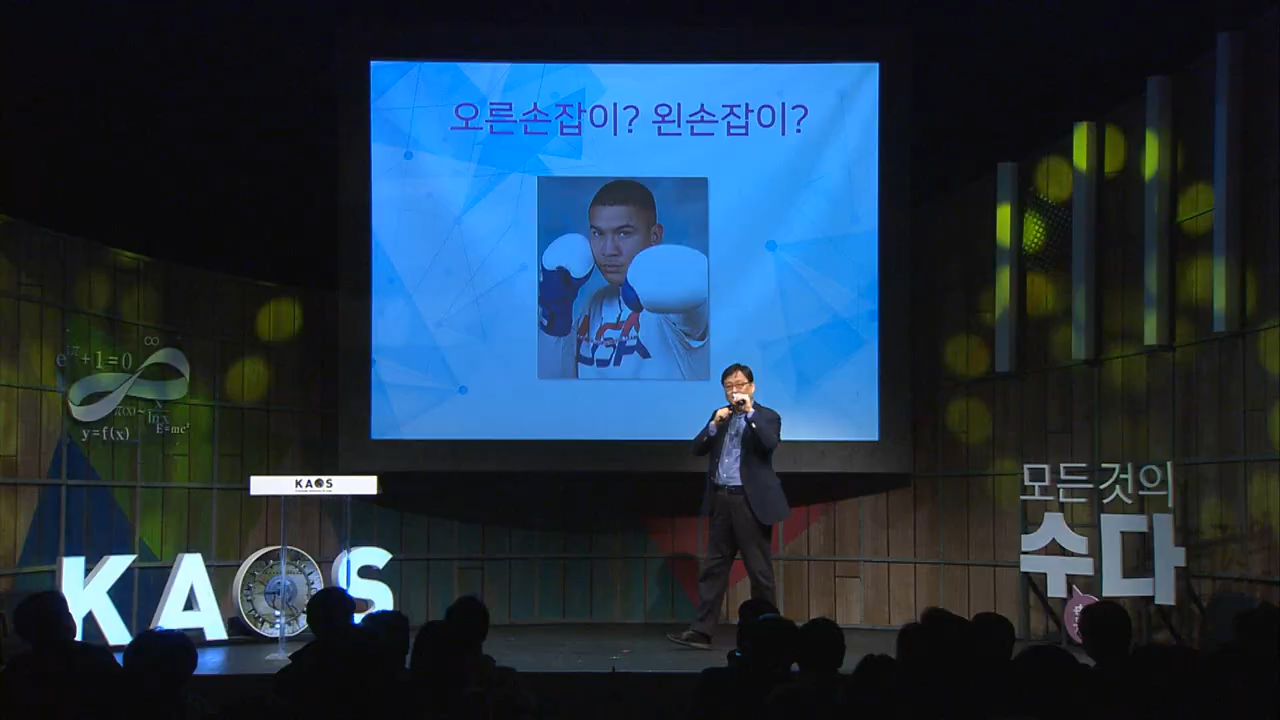 오른손잡이? 왼손잡이?
USA
e^iπ+1=0
∞
π(x)~x/ln x
y=f(x)
E=mc²
KAOS
KAOS
모든것의
수다